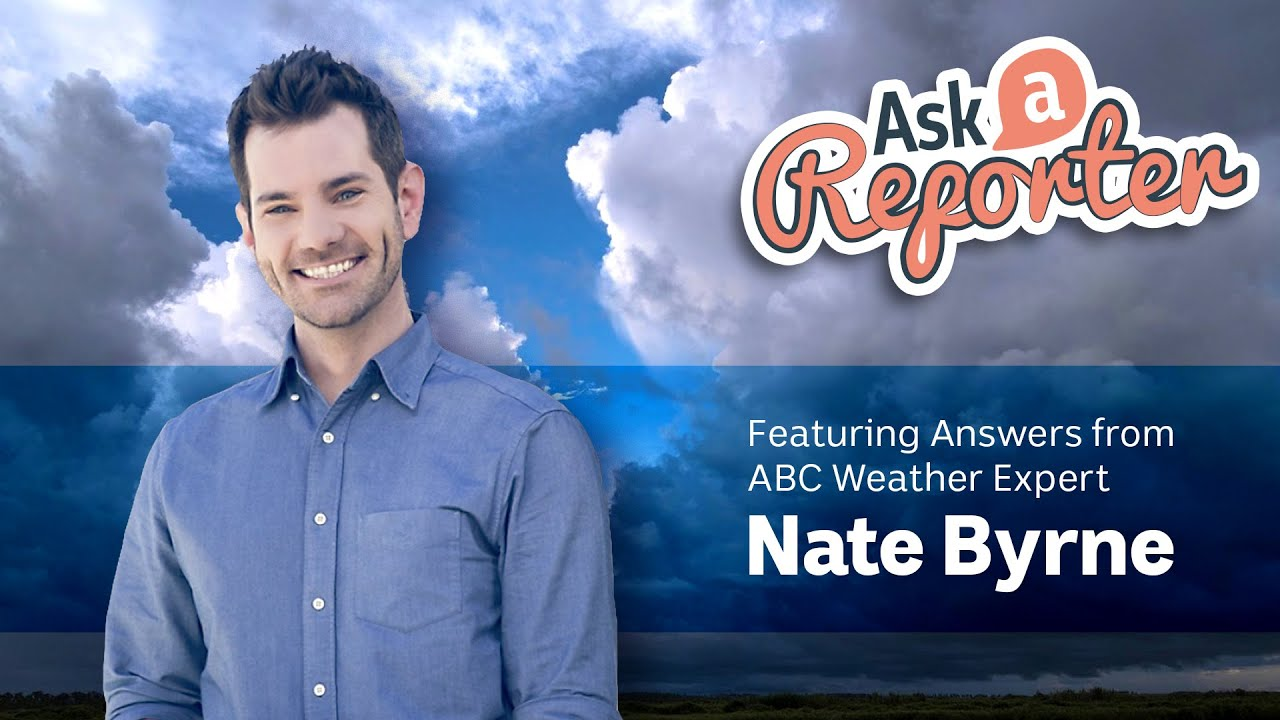 Ask a
Reporter
Featuring Answers from
ABC Weather Expert
Nate Byrne